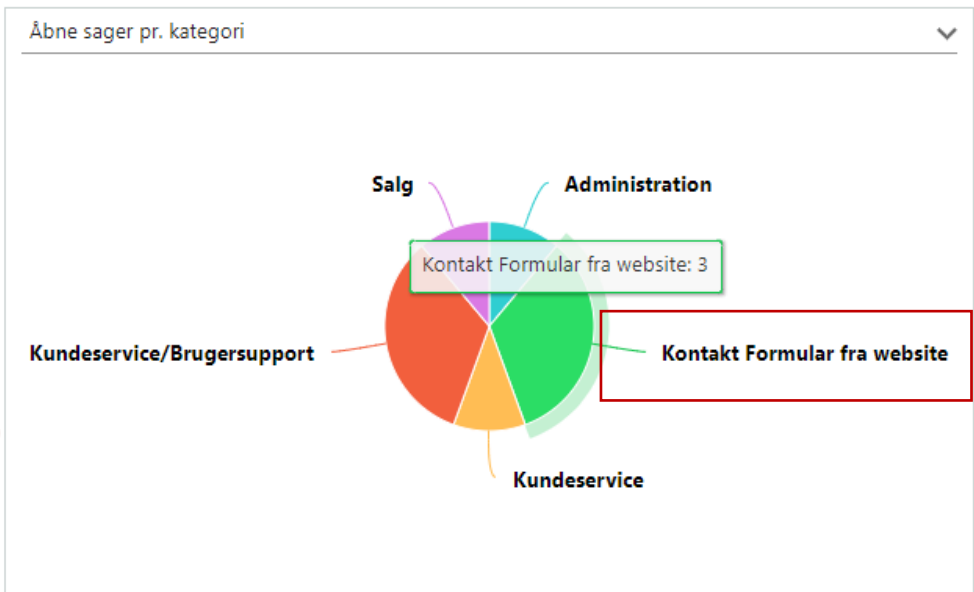 Åbne sager pr. kategori
Salg
Administration
Kontakt Formular fra website: 3
Kundeservice/Brugersupport
Kontakt Formular fra website
Kundeservice